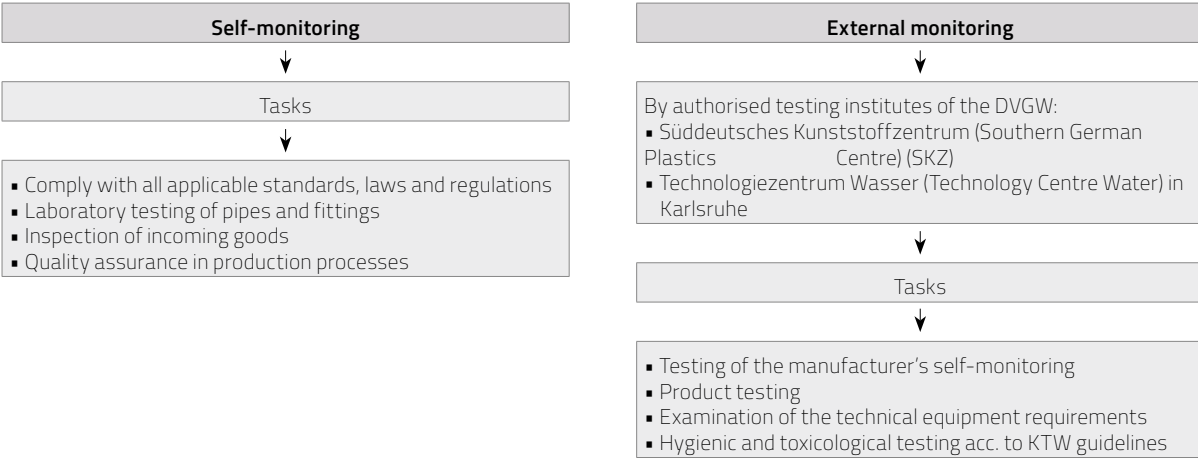 Self-monitoring
Tasks
▪ Comply with all applicable standards, laws and regulations
▪ Laboratory testing of pipes and fittings
▪ Inspection of incoming goods
▪ Quality assurance in production processes
External monitoring
By authorised testing institutes of the DVGW:
▪ Süddeutsches Kunststoffzentrum (Southern German
Plastics Centre) (SKZ)
▪ Technologiezentrum Wasser (Technology Centre Water) in
Karlsruhe
Tasks
▪ Testing of the manufacturer's self-monitoring
▪ Product testing
▪ Examination of the technical equipment requirements
▪ Hygienic and toxicological testing acc. to KTW guidelines